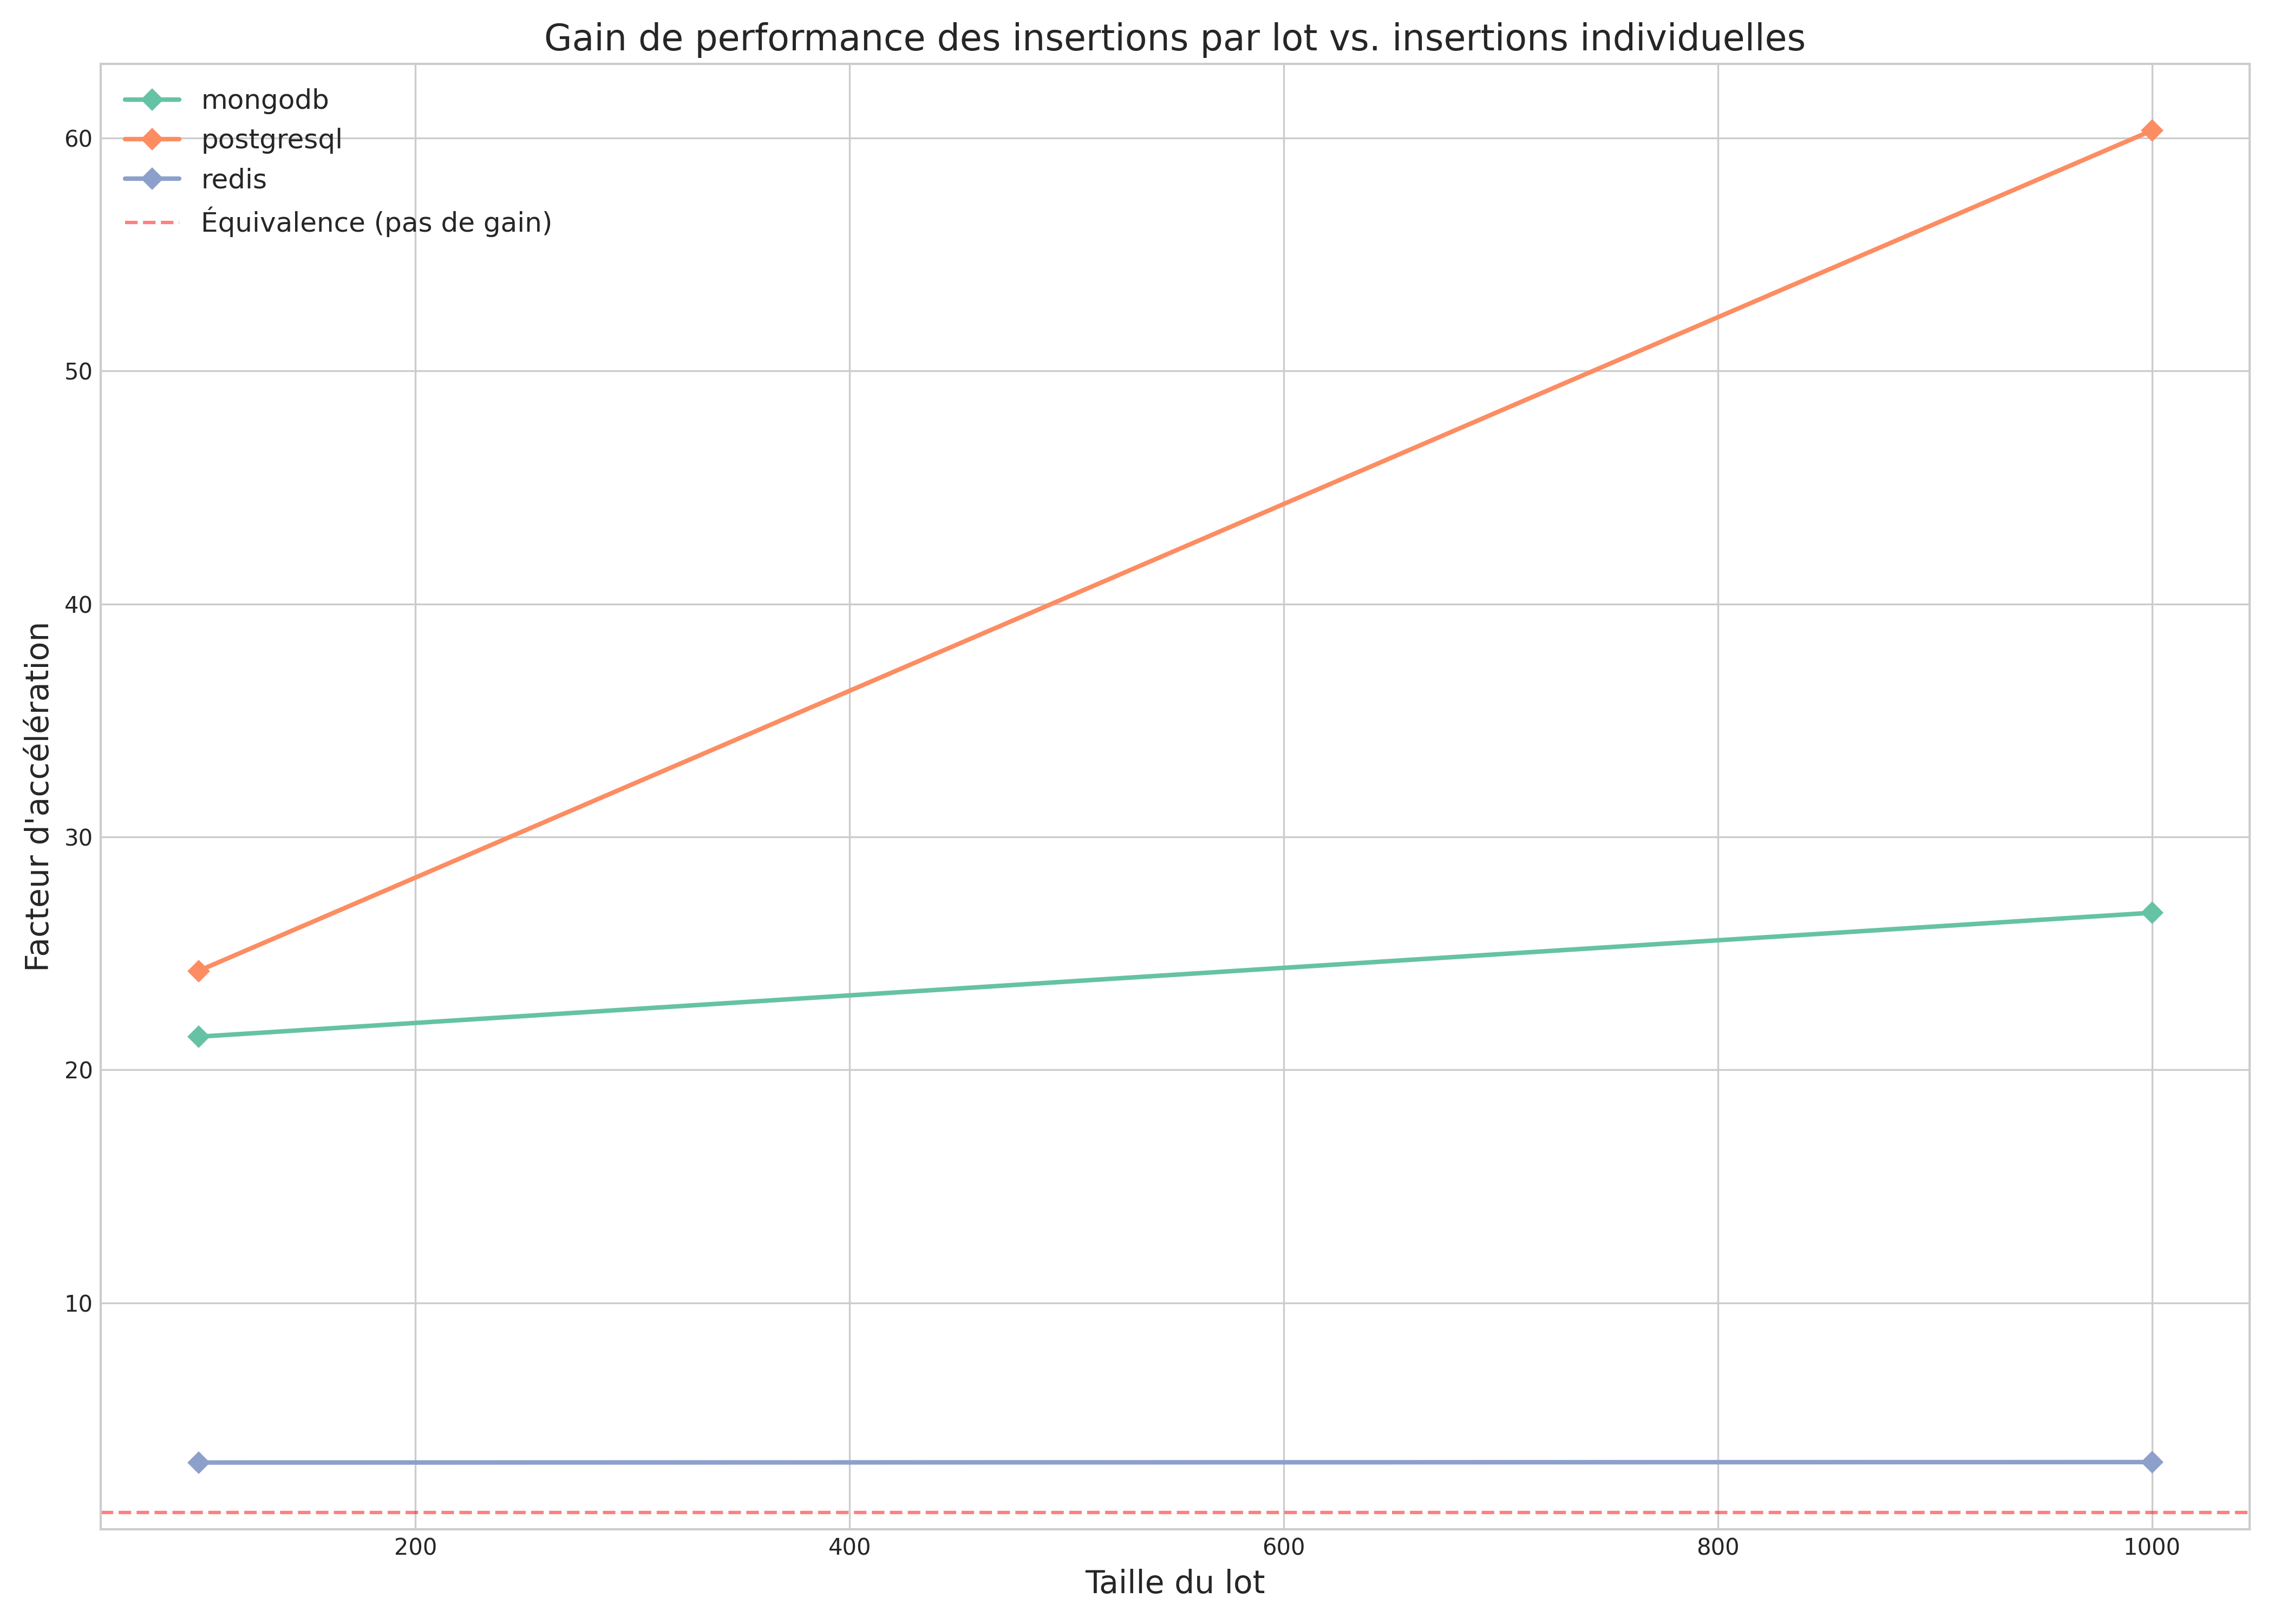 Gain de performance des insertions par lot vs. insertions individuelles
mongodb
postgresql
redis
Équivalence (pas de gain)
60
50
40
30
20
10
Facteur d'accélération
200
400
600
800
1000
Taille du lot